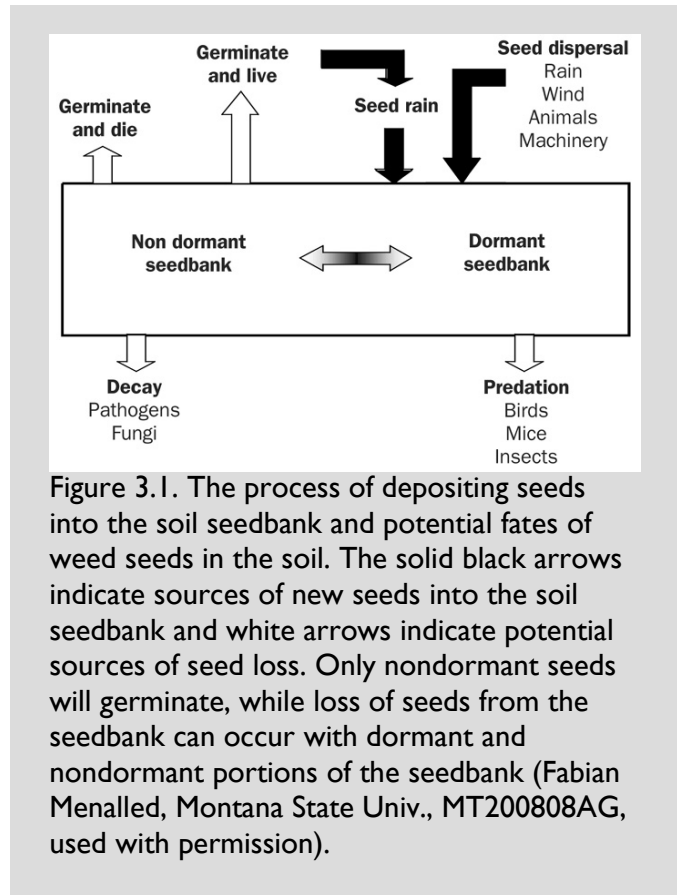 Germinate
and live
Seed dispersal
Rain
Wind
Animals
Machinery
Germinate
and die
Seed rain
Non dormant
seedbank
Dormant
seedbank
Decay
Pathogens
Fungi
Predation
Birds
Mice
Insects
Figure 3.1. The process of depositing seeds
into the soil seedbank and potential fates of
weed seeds in the soil. The solid black arrows
indicate sources of new seeds into the soil
seedbank and white arrows indicate potential
sources of seed loss. Only nondormant seeds
will germinate, while loss of seeds from the
seedbank can occur with dormant and
nondormant portions of the seedbank (Fabian
Menalled, Montana State Univ., MT200808AG,
used with permission).